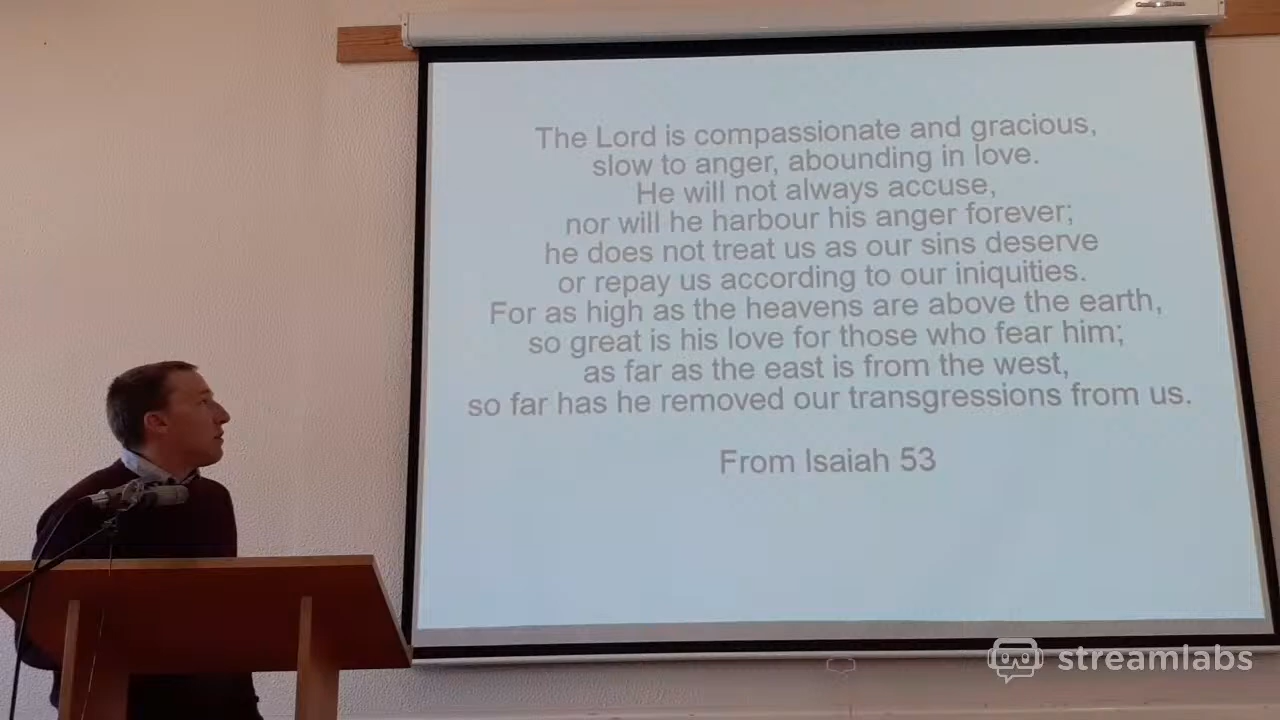 The Lord is compassionate and gracious,
slow to anger, abounding in love.
He will not always accuse,
nor will he harbour his anger forever;
he does not treat us as our sins deserve
or repay us according to our iniquities.
For as high as the heavens are above the earth,
so great is his love for those who fear him;
as far as the east is from the west,
so far has he removed our transgressions from us.
From Isaiah 53
streamlabs